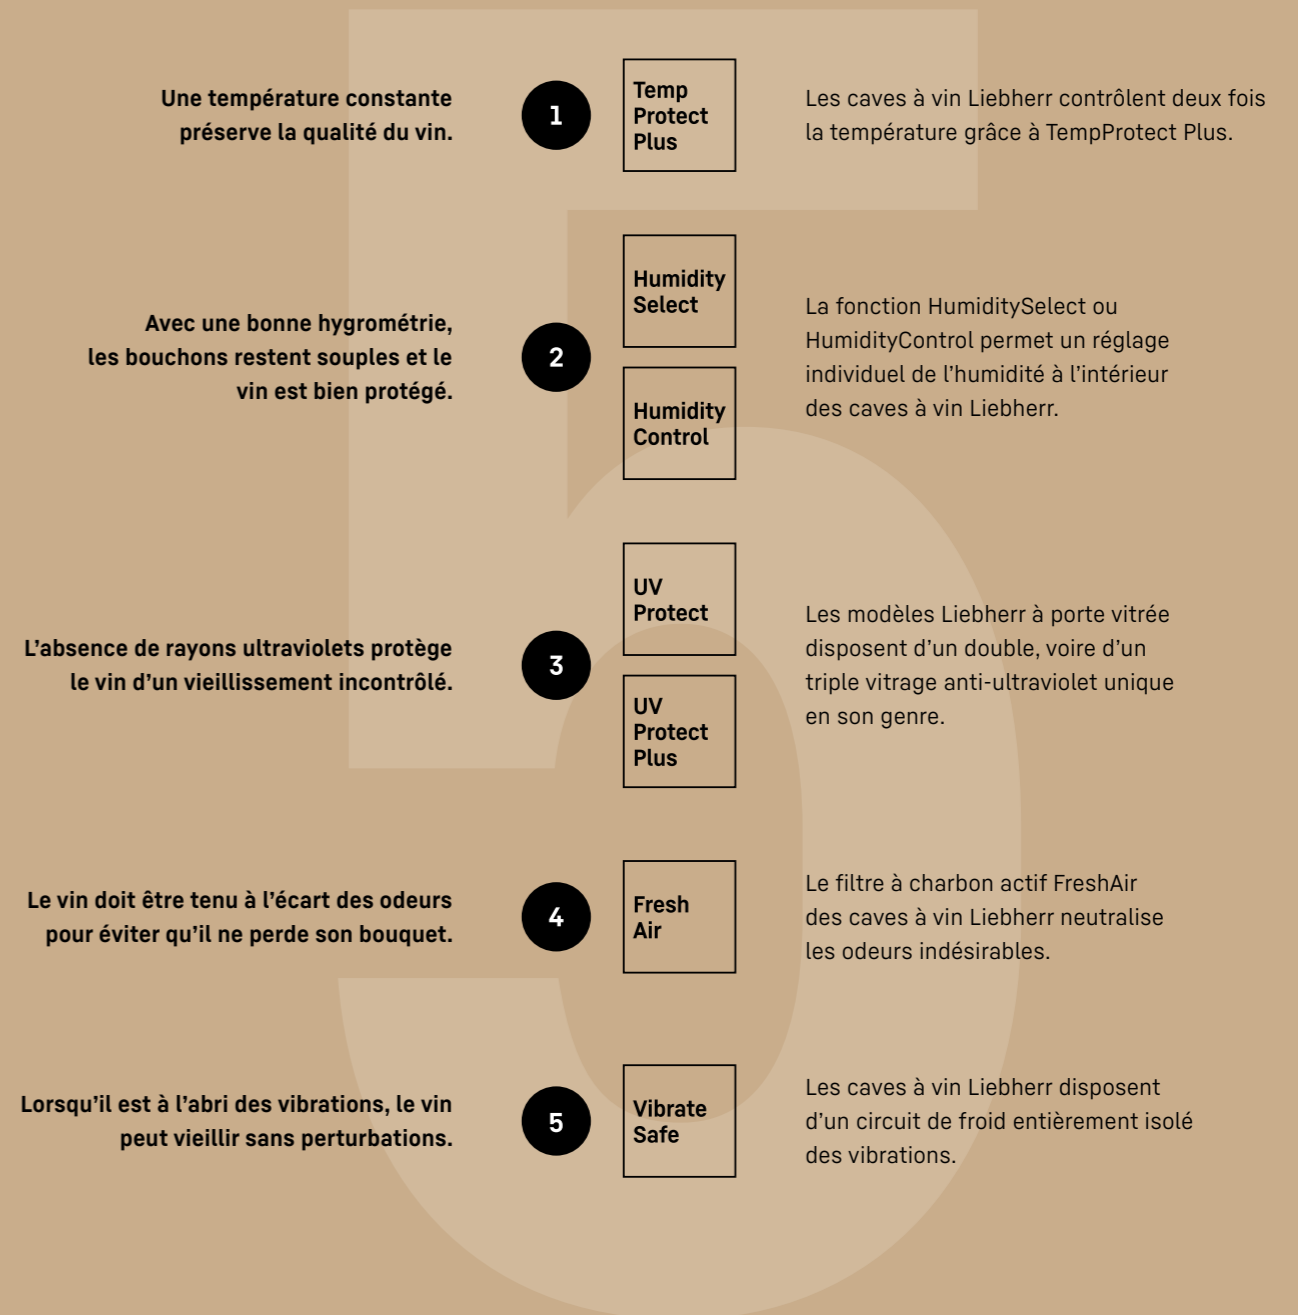 Une température constante
préserve la qualité du vin.
1
Temp
Protect
Plus
Les caves à vin Liebherr contrôlent deux fois
la température grâce à TempProtect Plus.
Avec une bonne hygrométrie,
les bouchons restent souples et le
vin est bien protégé.
2
Humidity
Select
Humidity
Control
La fonction HumiditySelect ou
HumidityControl permet un réglage
individuel de l’humidité à l’intérieur
des caves à vin Liebherr.
L’absence de rayons ultraviolets protège
le vin d’un vieillissement incontrôlé.
3
UV
Protect
UV
Protect
Plus
Les modèles Liebherr à porte vitrée
disposent d’un double, voire d’un
triple vitrage anti-ultraviolet unique
en son genre.
Le vin doit être tenu à l’écart des odeurs
pour éviter qu’il ne perde son bouquet.
4
Fresh
Air
Le filtre à charbon actif FreshAir
des caves à vin Liebherr neutralise
les odeurs indésirables.
Lorsqu’il est à l’abri des vibrations, le vin
peut vieillir sans perturbations.
5
Vibrate
Safe
Les caves à vin Liebherr disposent
d’un circuit de froid entièrement isolé
des vibrations.
5